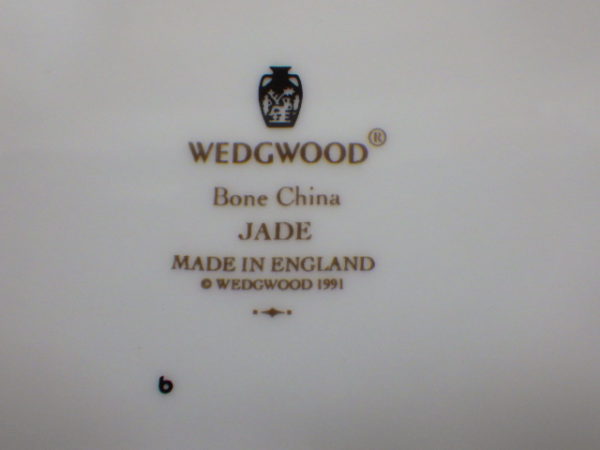 WEDGWOOD®
Bone China
JADE
MADE IN ENGLAND
© WEDGWOOD 1991
6